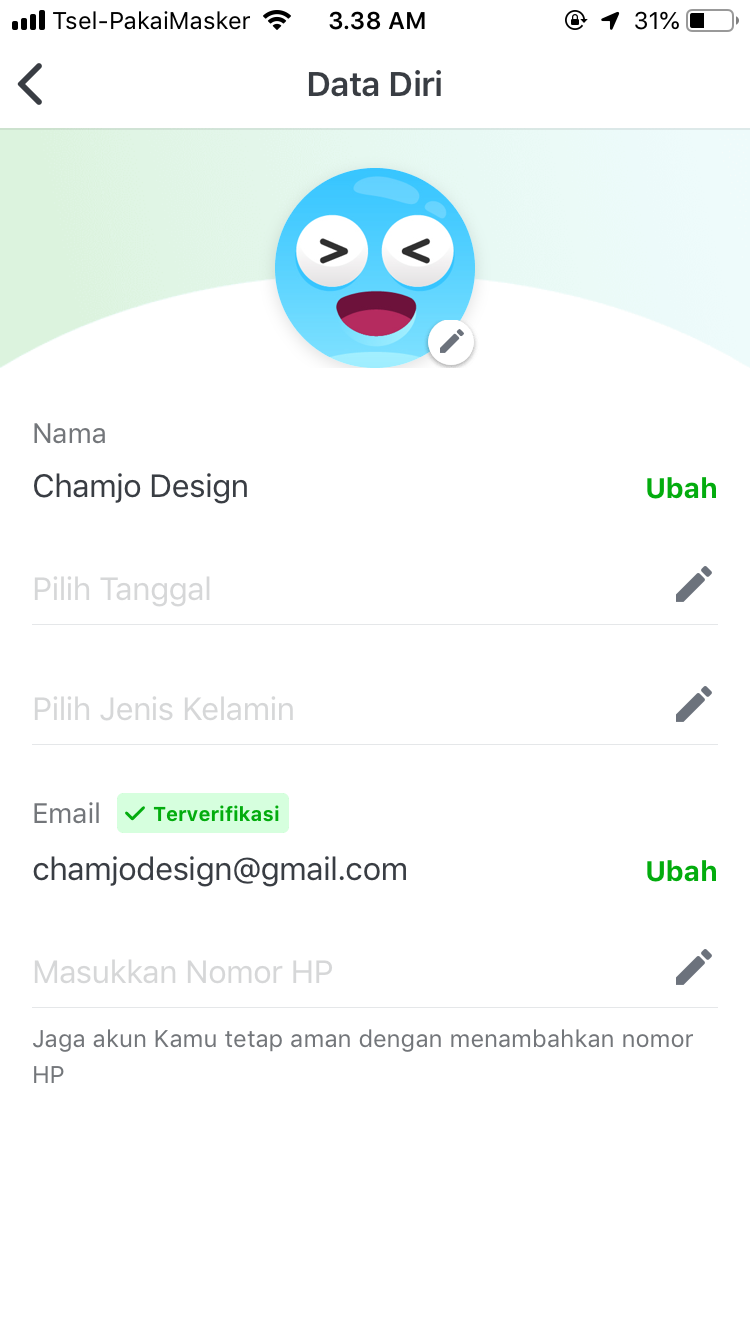 Tsel-PakaiMasker 3.38 AM 31%
Data Diri
Nama
Chamjo Design Ubah
Pilih Tanggal
Pilih Jenis Kelamin
Email Terverifikasi
chamjodesign@gmail.com Ubah
Masukkan Nomor HP
Jaga akun Kamu tetap aman dengan menambahkan nomor
HP